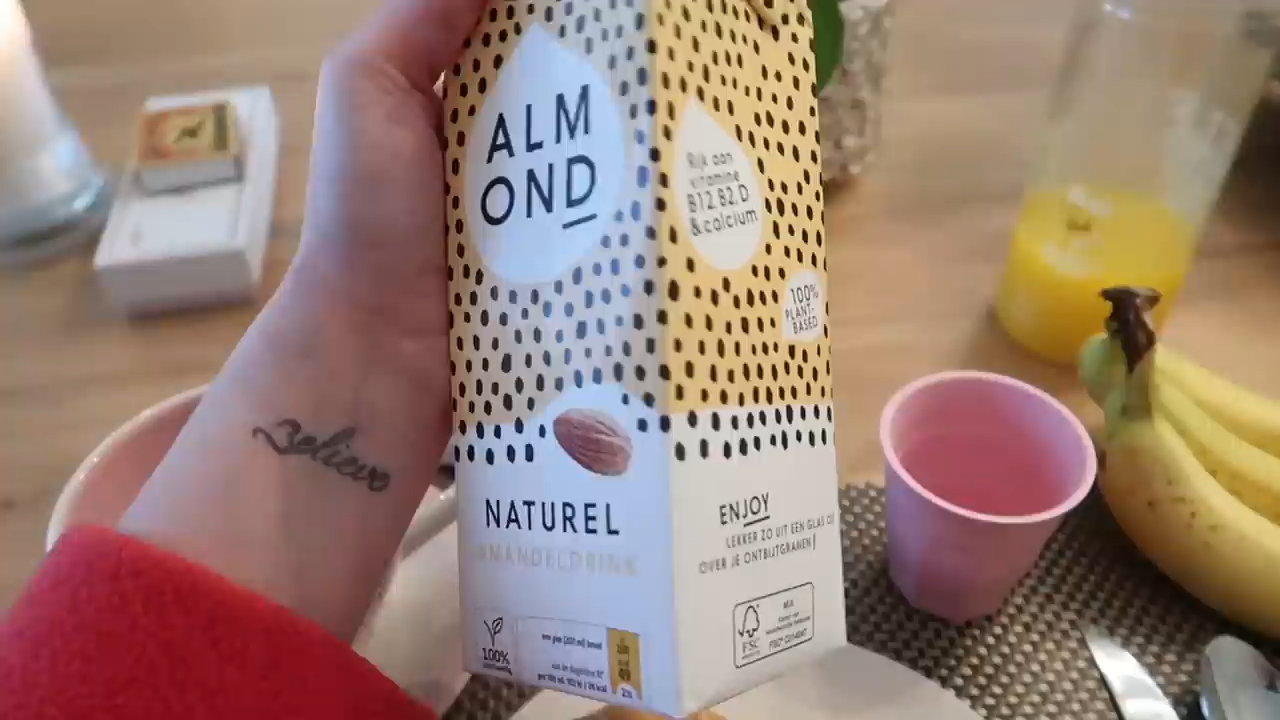 ALM
OND
Rijk aan
vitamine
B12, B2, D
& calcium
100%
PLANT-
BASED
Believe
NATUREL
AMANDELDRINK
ENJOY
LEKKER ZO UIT EEN GLAS OF
OVER JE ONTBIJTGRANEN!
100%
FSC
MIX